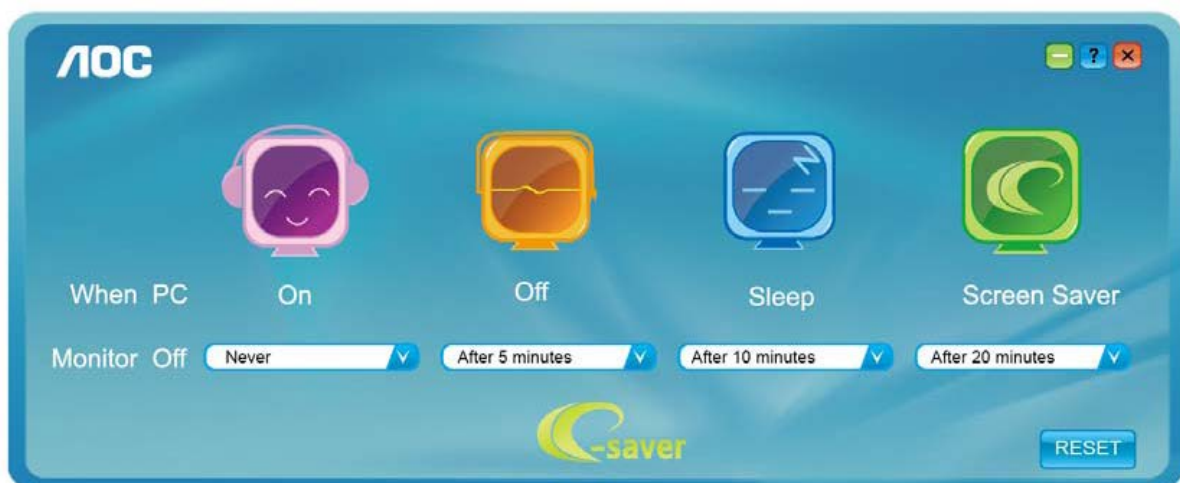 AOC
?
When PC On Off Sleep Screen Saver
Monitor Off Never After 5 minutes After 10 minutes After 20 minutes
e-saver
RESET